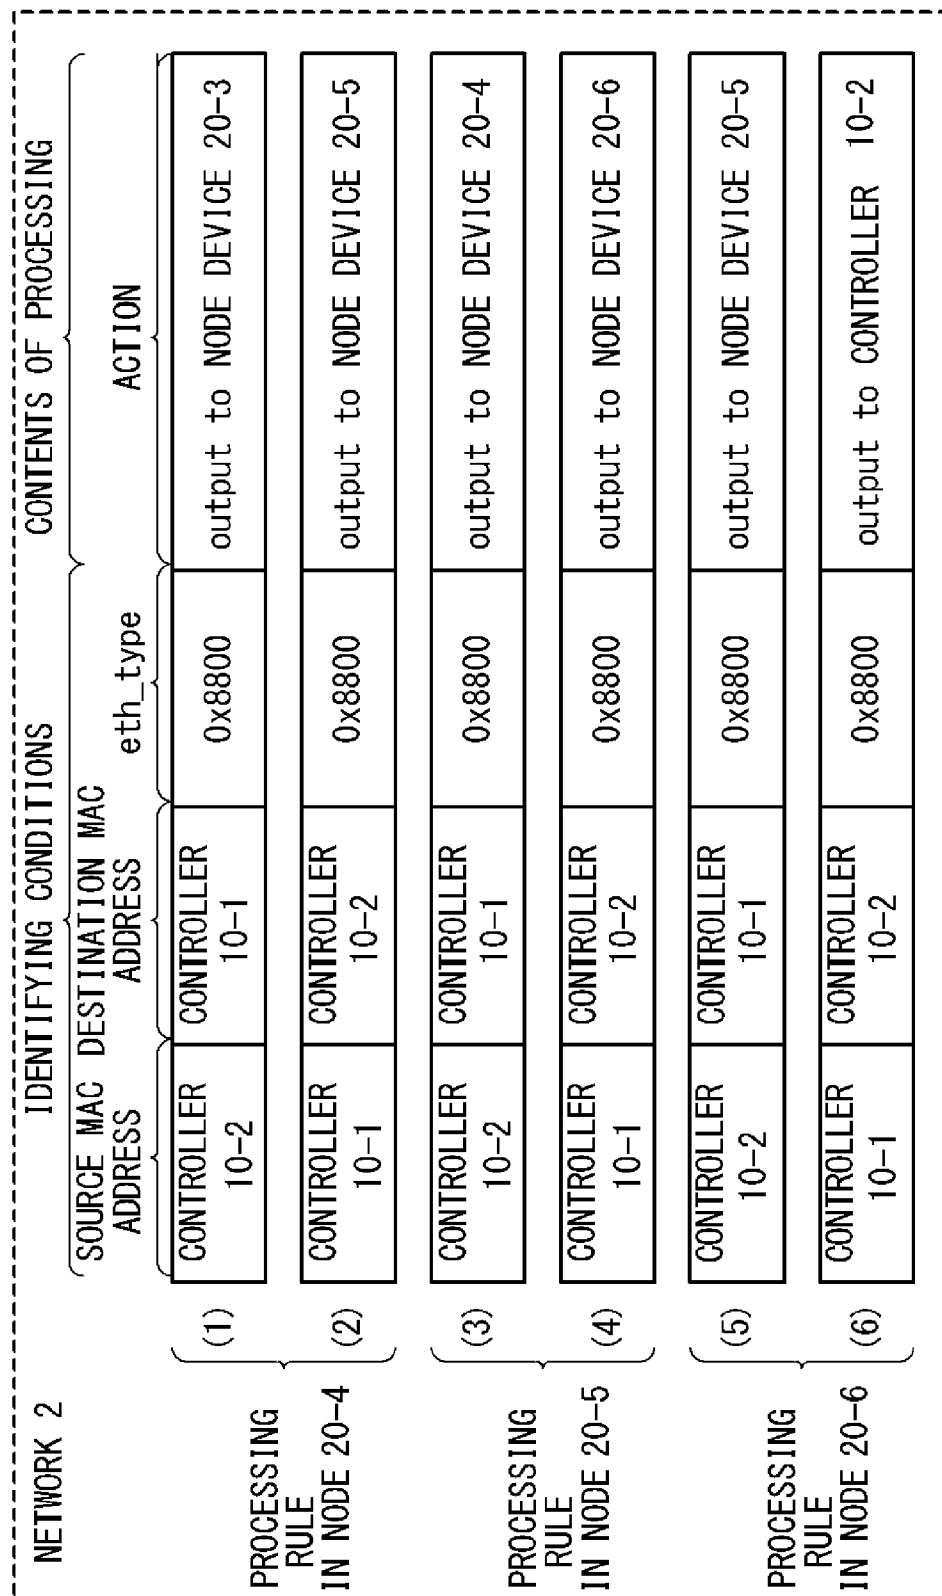 NETWORK 2
IDENTIFYING CONDITIONS
CONTENTS OF PROCESSING
SOURCE MAC
ADDRESS
DESTINATION MAC
ADDRESS
eth_type
ACTION
PROCESSING
RULE
IN NODE 20-4
(1)
CONTROLLER
10-2
CONTROLLER
10-1
0x8800
output to NODE DEVICE 20-3
(2)
CONTROLLER
10-1
CONTROLLER
10-2
0x8800
output to NODE DEVICE 20-5
PROCESSING
RULE
IN NODE 20-5
(3)
CONTROLLER
10-2
CONTROLLER
10-1
0x8800
output to NODE DEVICE 20-4
(4)
CONTROLLER
10-1
CONTROLLER
10-2
0x8800
output to NODE DEVICE 20-6
PROCESSING
RULE
IN NODE 20-6
(5)
CONTROLLER
10-2
CONTROLLER
10-1
0x8800
output to NODE DEVICE 20-5
(6)
CONTROLLER
10-1
CONTROLLER
10-2
0x8800
output to CONTROLLER 10-2